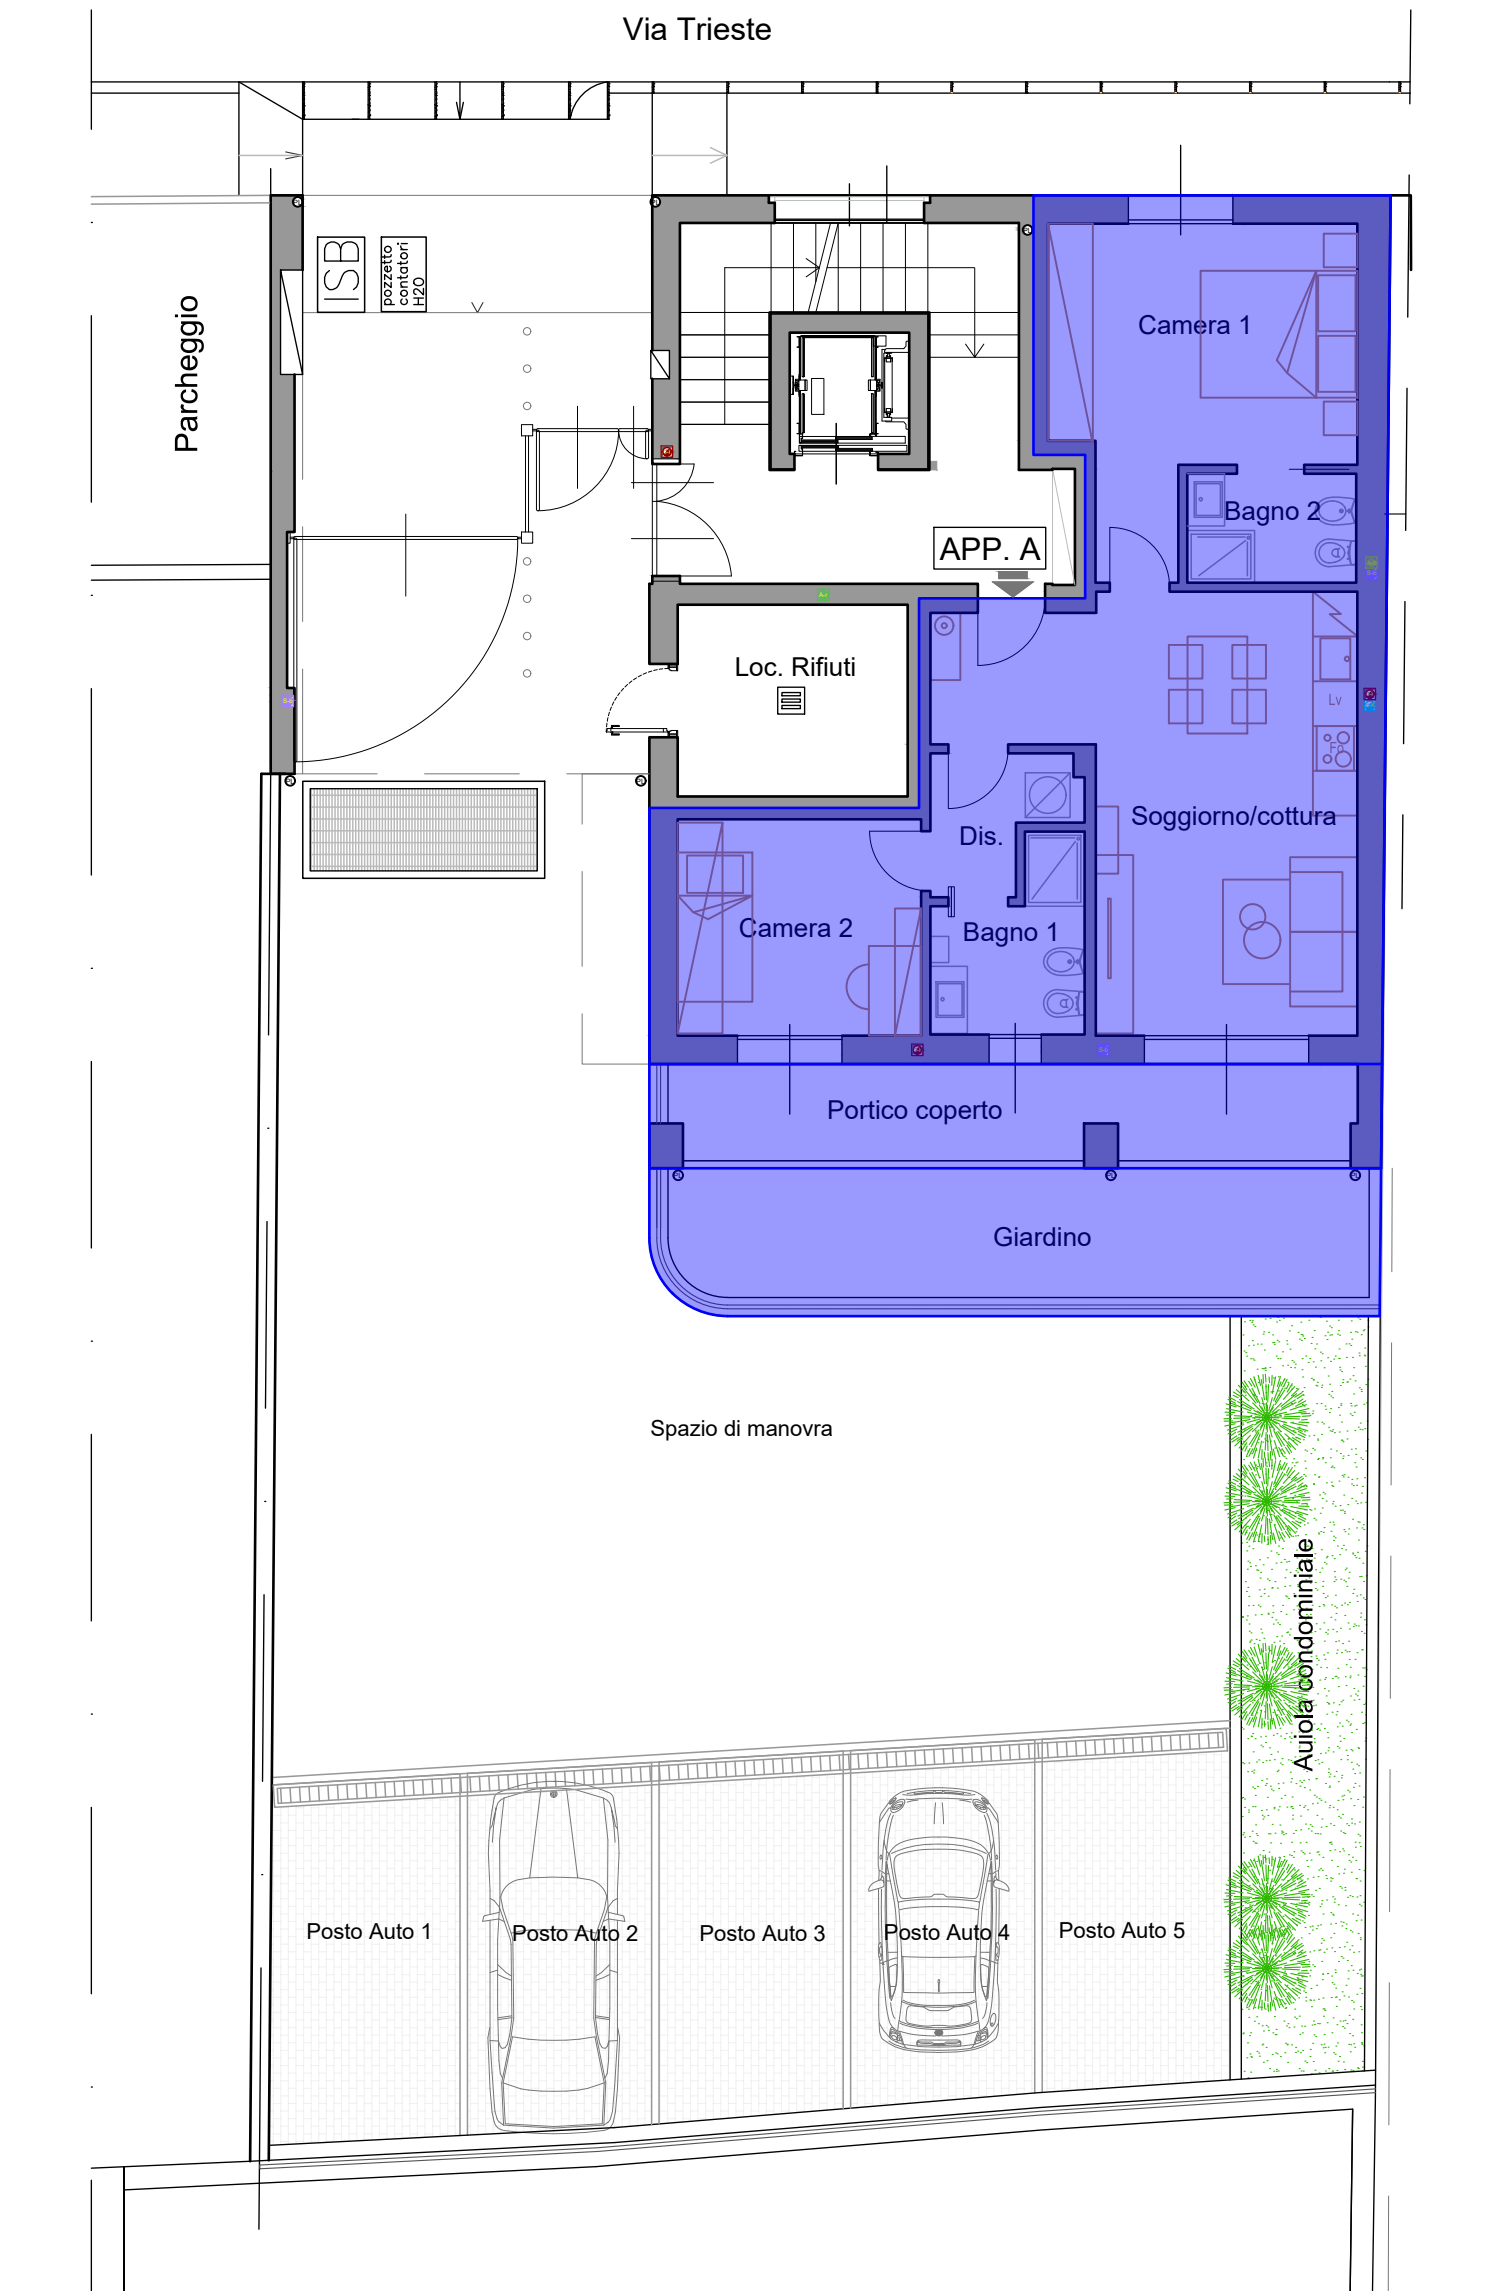 Via Trieste
Parcheggio
ISB
pozzetto
contatori
H2O
Camera 1
Bagno 2
APP. A
Loc. Rifiuti
Lv
Fo
Soggiorno/cottura
Dis.
Camera 2
Bagno 1
Portico coperto
Giardino
Spazio di manovra
Auiola condominiale
Posto Auto 1
Posto Auto 2
Posto Auto 3
Posto Auto 4
Posto Auto 5